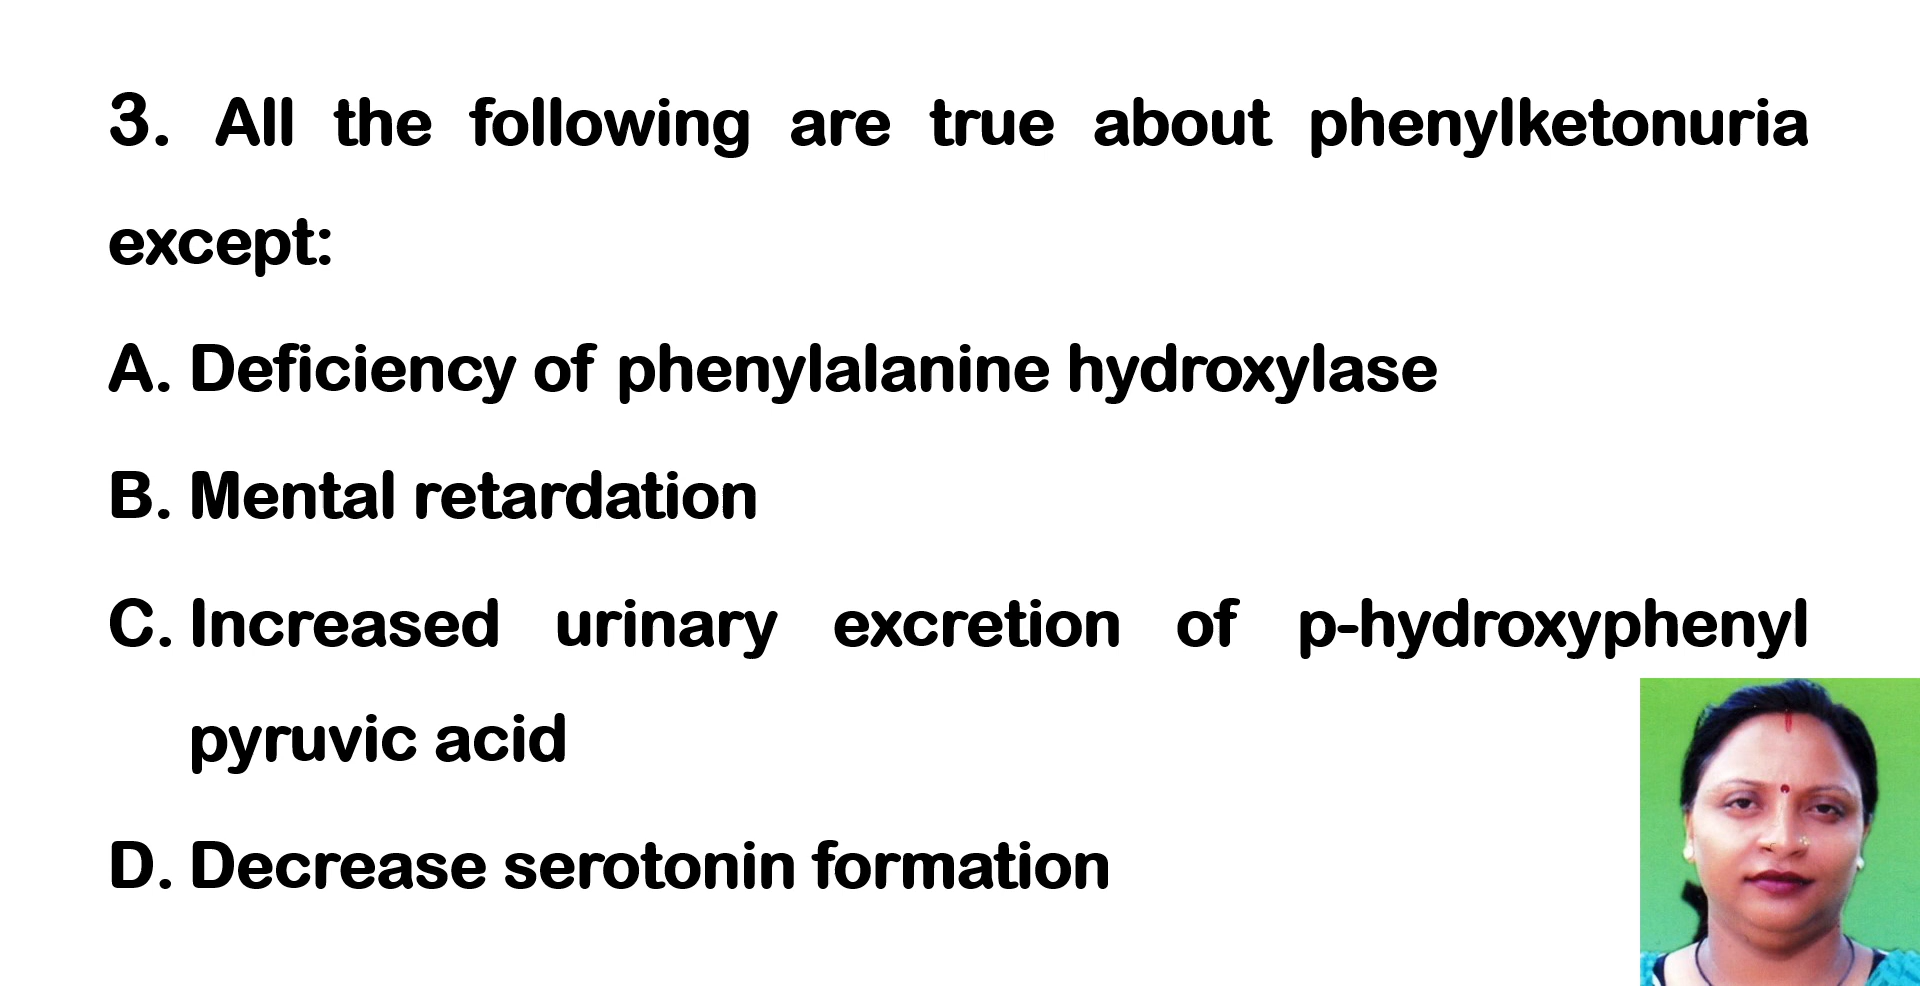 3. All the following are true about phenylketonuria
except:
A. Deficiency of phenylalanine hydroxylase
B. Mental retardation
C. Increased urinary excretion of p-hydroxyphenyl
pyruvic acid
D. Decrease serotonin formation